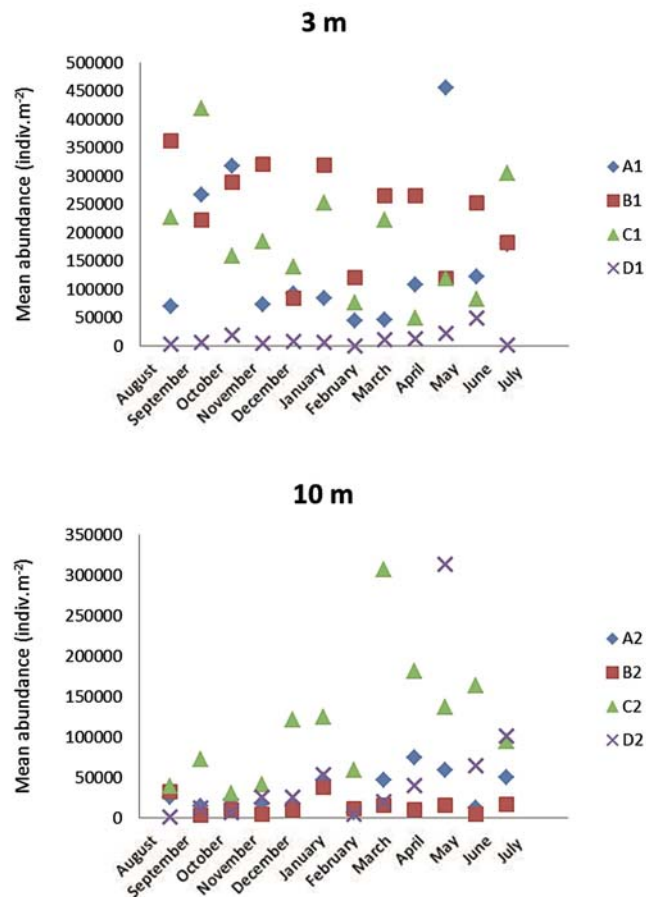 3 m
Mean abundance (indiv.m⁻²)
500000
450000
400000
350000
300000
250000
200000
150000
100000
50000
0
August
September
October
November
December
January
February
March
April
May
June
July
A1
B1
C1
D1
10 m
Mean abundance (indiv.m⁻²)
350000
300000
250000
200000
150000
100000
50000
0
August
September
October
November
December
January
February
March
April
May
June
July
A2
B2
C2
D2